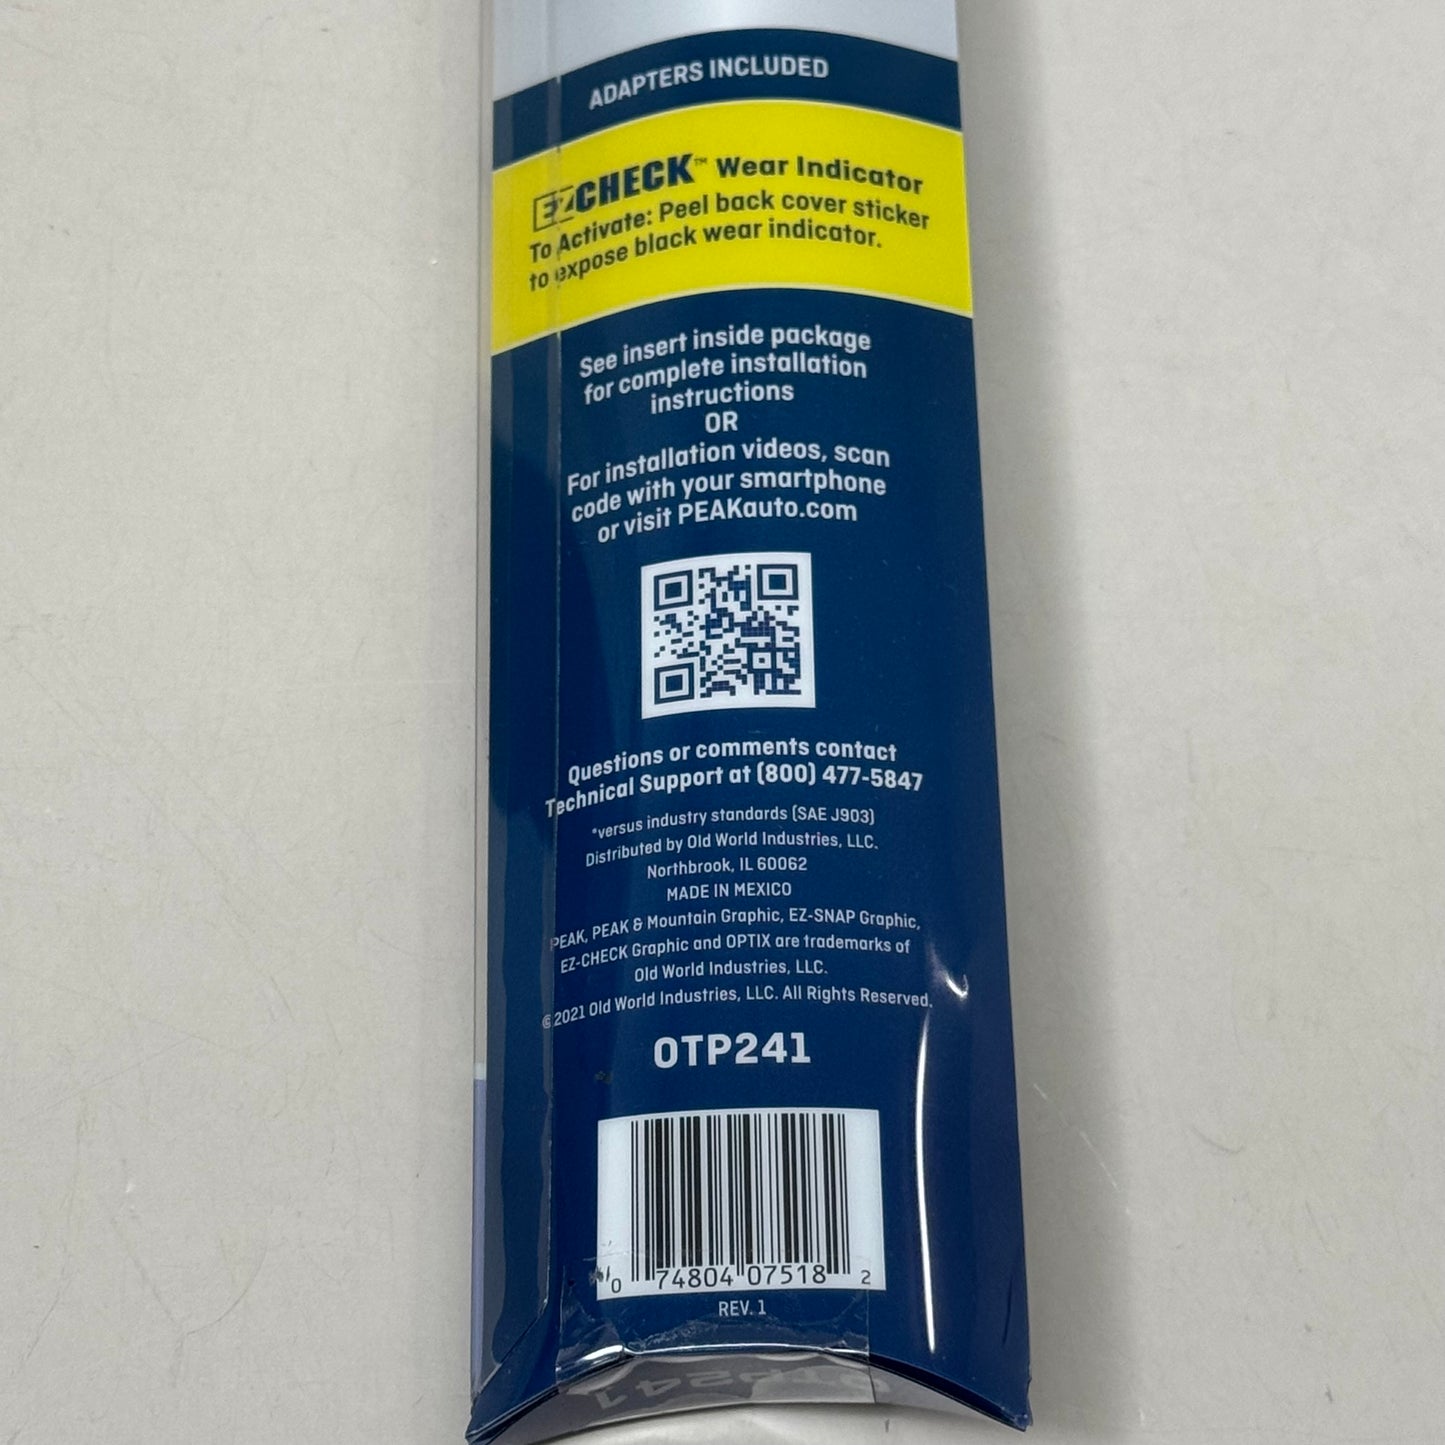 ADAPTERS INCLUDED
EZCHECK™ Wear Indicator
To Activate: Peel back cover sticker
to expose black wear indicator.
See insert inside package
for complete installation
instructions
OR
For installation videos, scan
code with your smartphone
or visit PEAKauto.com
Questions or comments contact
Technical Support at (800) 477-5847
*versus industry standards (SAE J903)
Distributed by Old World Industries, LLC.
Northbrook, IL 60062
MADE IN MEXICO
PEAK, PEAK & Mountain Graphic, EZ-SNAP Graphic,
EZ-CHECK Graphic and OPTIX are trademarks of
Old World Industries, LLC.
©2021 Old World Industries, LLC. All Rights Reserved.
OTP241
0 74804 07518 2
REV. 1
OTP241